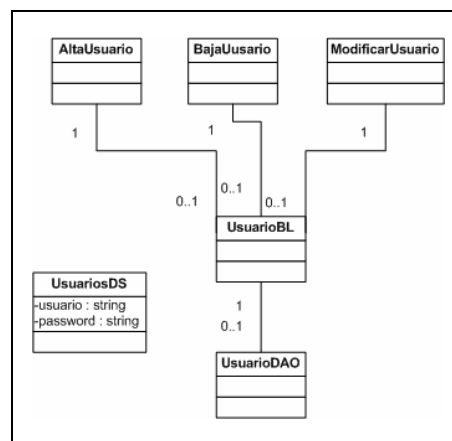 AltaUsuario
BajaUusario
ModificarUsuario
1
1
1
0..1
0..1
0..1
UsuarioBL
UsuariosDS
-usuario : string
-password : string
1
0..1
UsuarioDAO